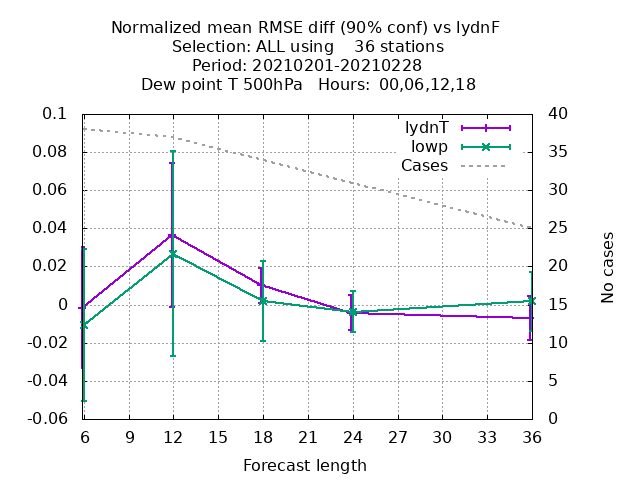 Normalized mean RMSE diff (90% conf) vs lydnF
Selection: ALL using    36 stations
Period: 20210201-20210228
Dew point T 500hPa   Hours:  00,06,12,18
0.1
0.08
0.06
0.04
0.02
0
-0.02
-0.04
-0.06
lydnT
lowp
Cases
40
35
30
25
20
15
10
5
0
No cases
6 9 12 15 18 21 24 27 30 33 36
Forecast length